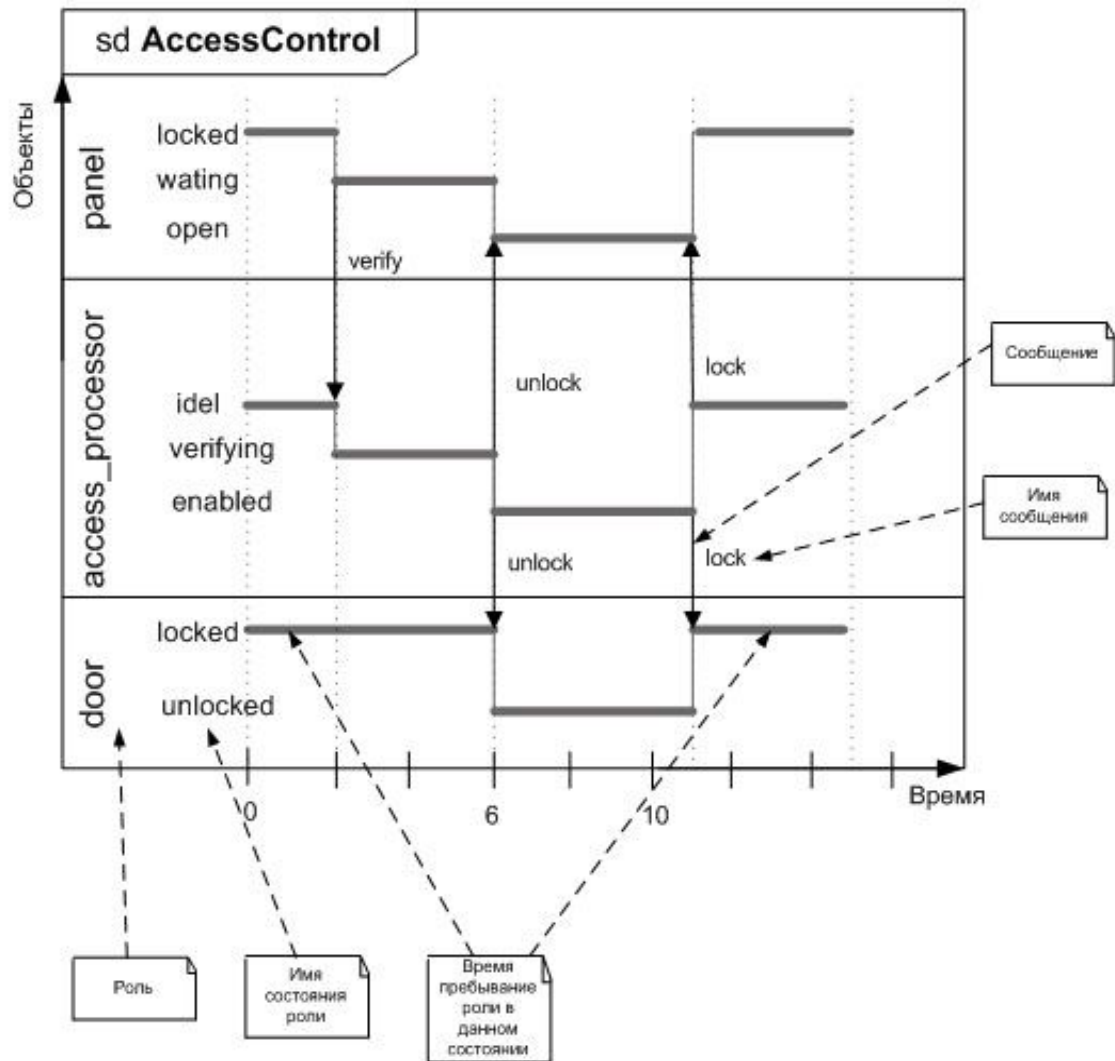 sd AccessControl
Объекты
panel
locked
wating
open
verify
access_processor
idel
verifying
enabled
unlock
lock
unlock
lock
Сообщение
Имя
сообщения
door
locked
unlocked
0
6
10
Время
Роль
Имя
состояния
роли
Время
пребывание
роли в
данном
состоянии